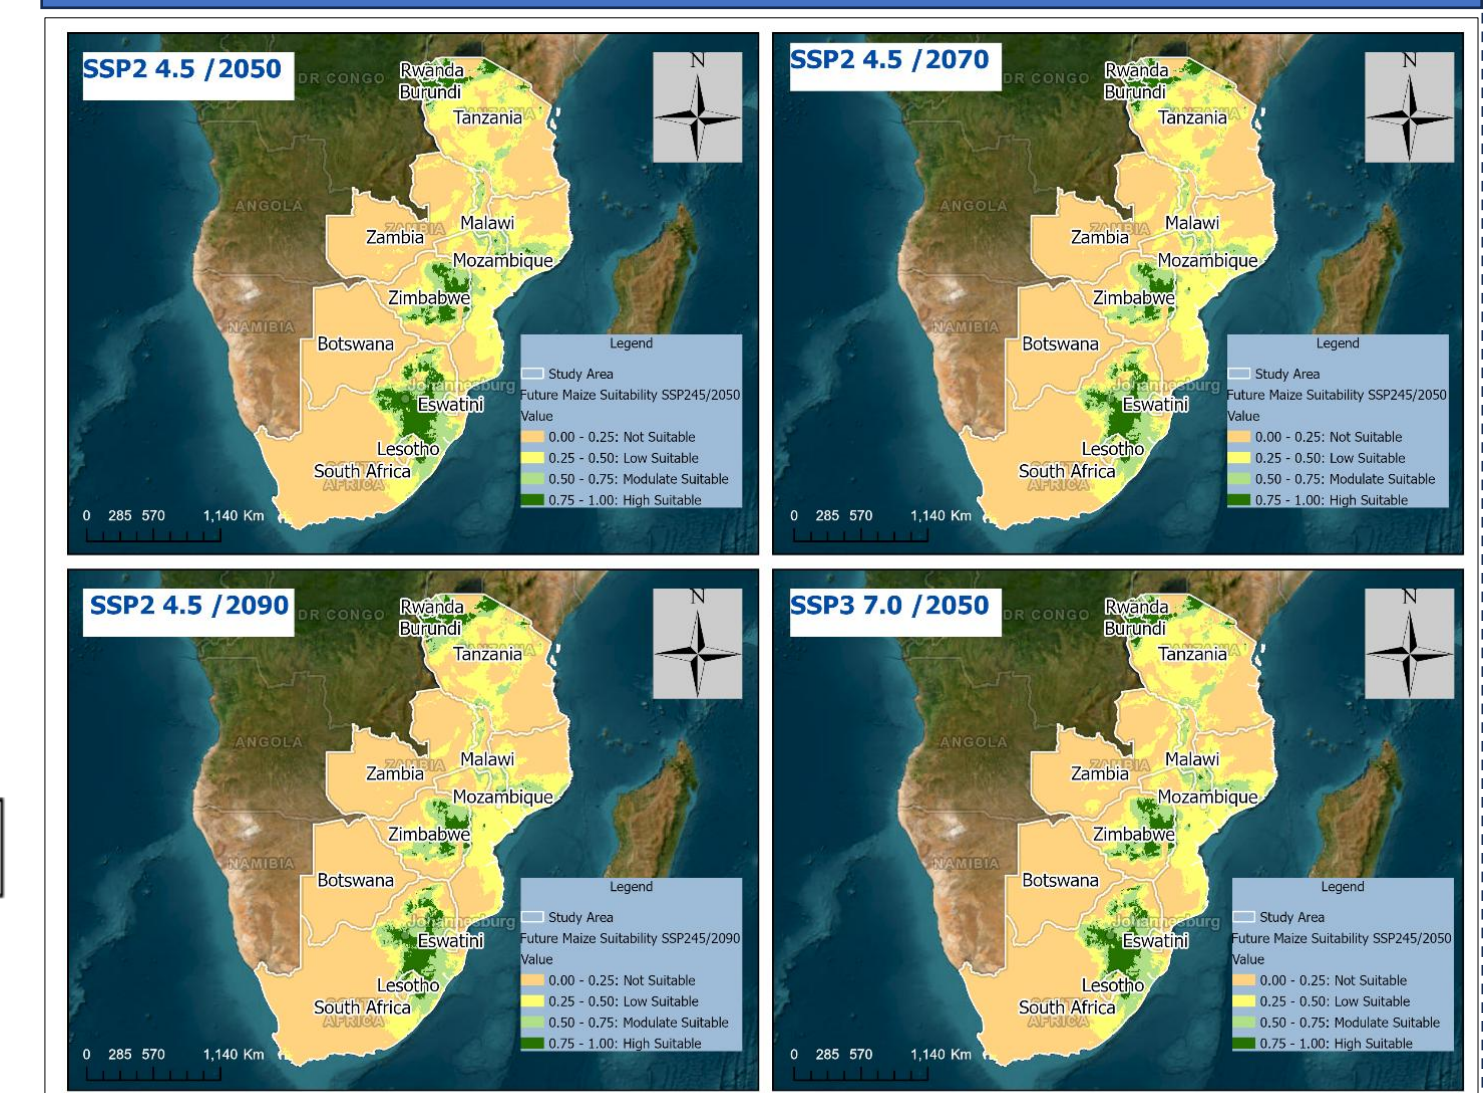 SSP2 4.5 /2050
N
DR CONGO
Rwanda
Burundi
TANZANIA
Tanzania
ANGOLA
Malawi
ZAMBIA
Zambia
Mozambique
Zimbabwe
NAMIBIA
Botswana
Johannesburg
Eswatini
Lesotho
South Africa
AFRICA
Legend
Study Area
Future Maize Suitability SSP245/2050
Value
0.00 - 0.25: Not Suitable
0.25 - 0.50: Low Suitable
0.50 - 0.75: Modulate Suitable
0.75 - 1.00: High Suitable
0 285 570 1,140 Km
SSP2 4.5 /2070
N
DR CONGO
Rwanda
Burundi
TANZANIA
Tanzania
ANGOLA
Malawi
ZAMBIA
Zambia
Mozambique
Zimbabwe
NAMIBIA
Botswana
Johannesburg
Eswatini
Lesotho
South Africa
AFRICA
Legend
Study Area
Future Maize Suitability SSP245/2050
Value
0.00 - 0.25: Not Suitable
0.25 - 0.50: Low Suitable
0.50 - 0.75: Modulate Suitable
0.75 - 1.00: High Suitable
0 285 570 1,140 Km
SSP2 4.5 /2090
N
DR CONGO
Rwanda
Burundi
TANZANIA
Tanzania
ANGOLA
Malawi
ZAMBIA
Zambia
Mozambique
Zimbabwe
NAMIBIA
Botswana
Johannesburg
Eswatini
Lesotho
South Africa
AFRICA
Legend
Study Area
Future Maize Suitability SSP245/2090
Value
0.00 - 0.25: Not Suitable
0.25 - 0.50: Low Suitable
0.50 - 0.75: Modulate Suitable
0.75 - 1.00: High Suitable
0 285 570 1,140 Km
SSP3 7.0 /2050
N
DR CONGO
Rwanda
Burundi
TANZANIA
Tanzania
ANGOLA
Malawi
ZAMBIA
Zambia
Mozambique
Zimbabwe
NAMIBIA
Botswana
Johannesburg
Eswatini
Lesotho
South Africa
AFRICA
Legend
Study Area
Future Maize Suitability SSP245/2050
Value
0.00 - 0.25: Not Suitable
0.25 - 0.50: Low Suitable
0.50 - 0.75: Modulate Suitable
0.75 - 1.00: High Suitable
0 285 570 1,140 Km